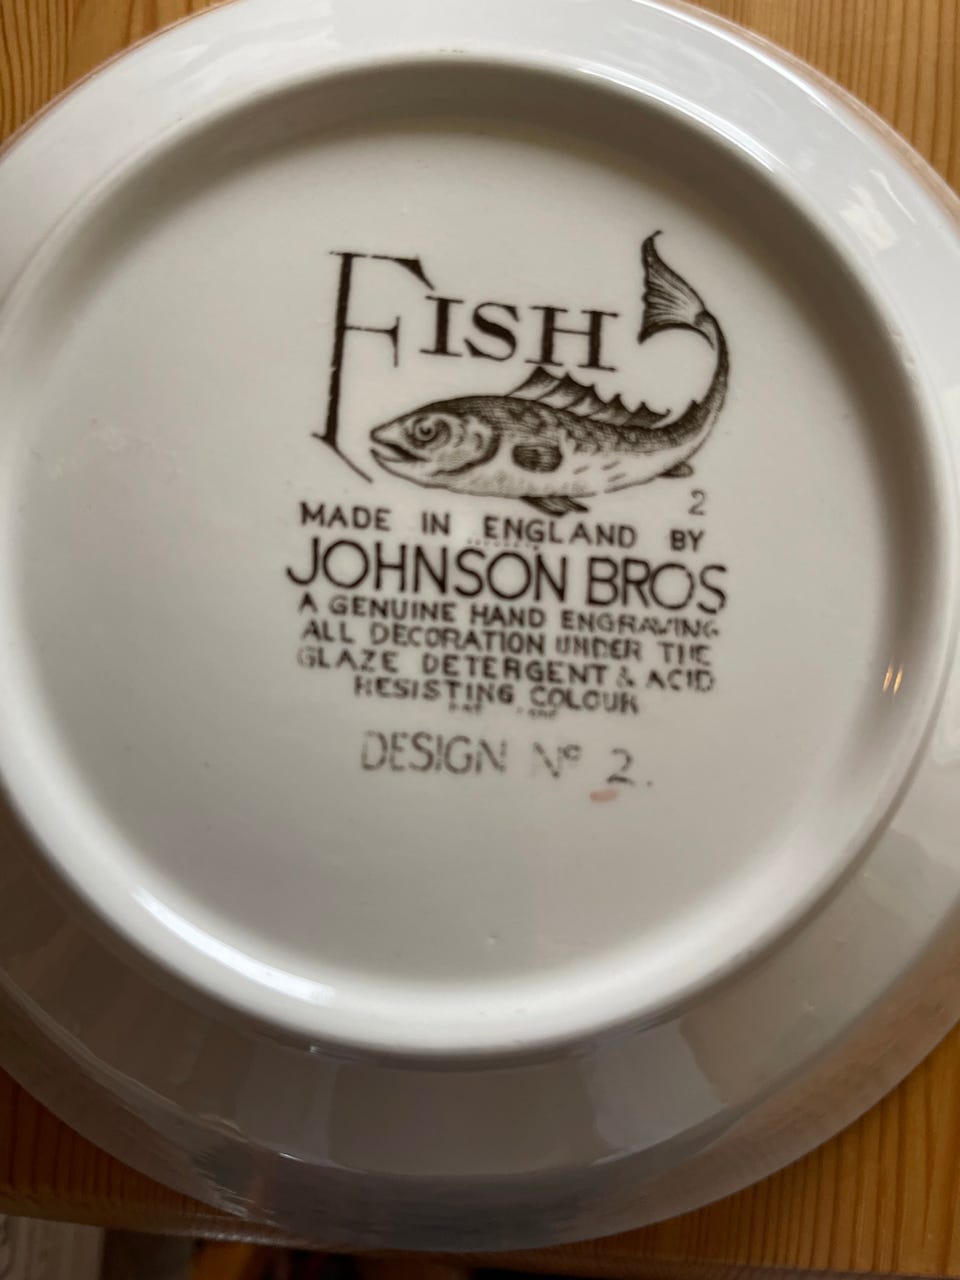 FISH
2
MADE IN ENGLAND BY
JOHNSON BROS
A GENUINE HAND ENGRAVING
ALL DECORATION UNDER THE
GLAZE DETERGENT & ACID
RESISTING COLOUR
DESIGN No 2.